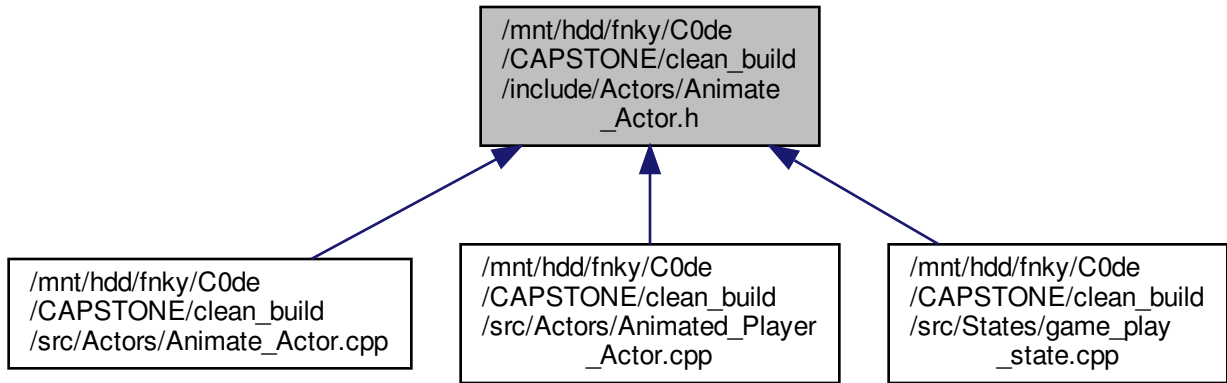 /mnt/hdd/fnky/C0de
/CAPSTONE/clean_build
/include/Actors/Animate
_Actor.h
/mnt/hdd/fnky/C0de
/CAPSTONE/clean_build
/src/Actors/Animate_Actor.cpp
/mnt/hdd/fnky/C0de
/CAPSTONE/clean_build
/src/Actors/Animated_Player
_Actor.cpp
/mnt/hdd/fnky/C0de
/CAPSTONE/clean_build
/src/States/game_play
_state.cpp